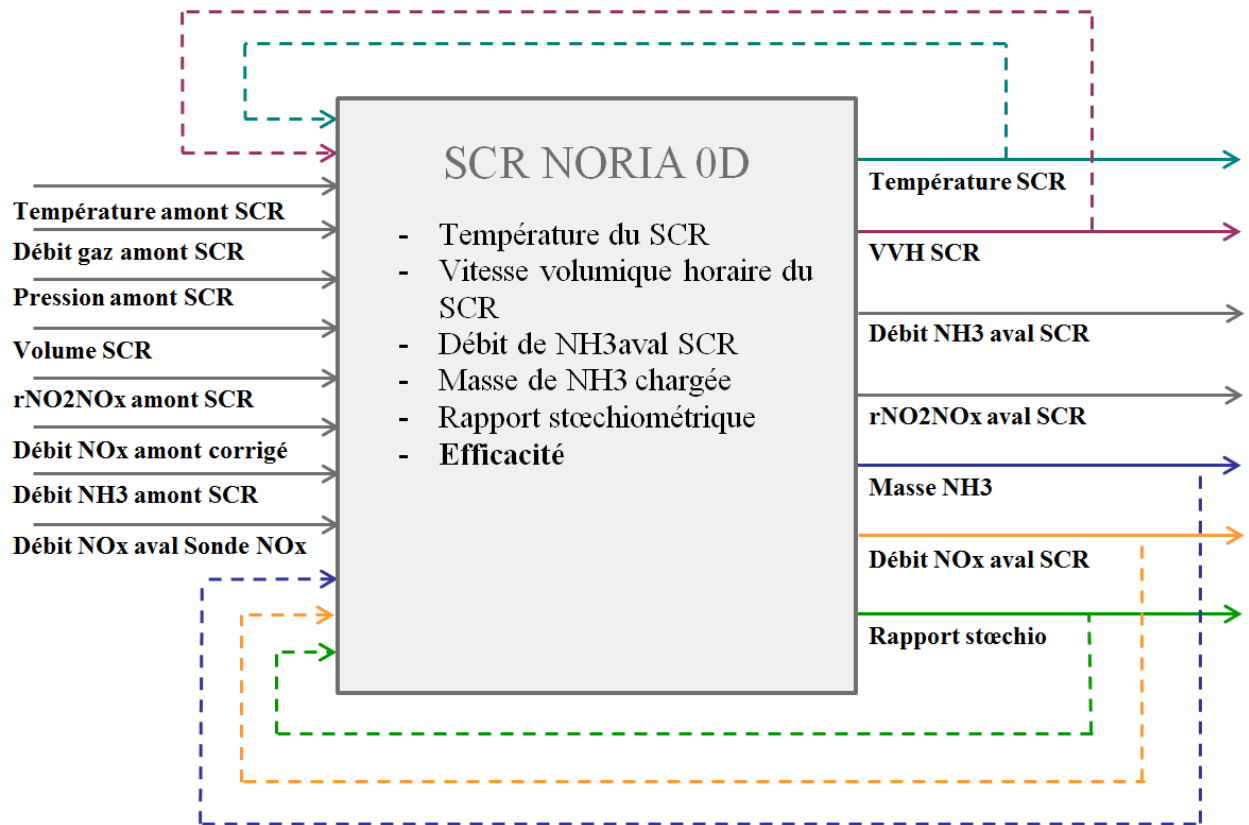 SCR NORIA 0D
- Température du SCR
- Vitesse volumique horaire du
SCR
- Débit de NH3aval SCR
- Masse de NH3 chargée
- Rapport stœchiométrique
- Efficacité
Température amont SCR
Débit gaz amont SCR
Pression amont SCR
Volume SCR
rNO2NOx amont SCR
Débit NOx amont corrigé
Débit NH3 amont SCR
Débit NOx aval Sonde NOx
Température SCR
VVH SCR
Débit NH3 aval SCR
rNO2NOx aval SCR
Masse NH3
Débit NOx aval SCR
Rapport stœchio